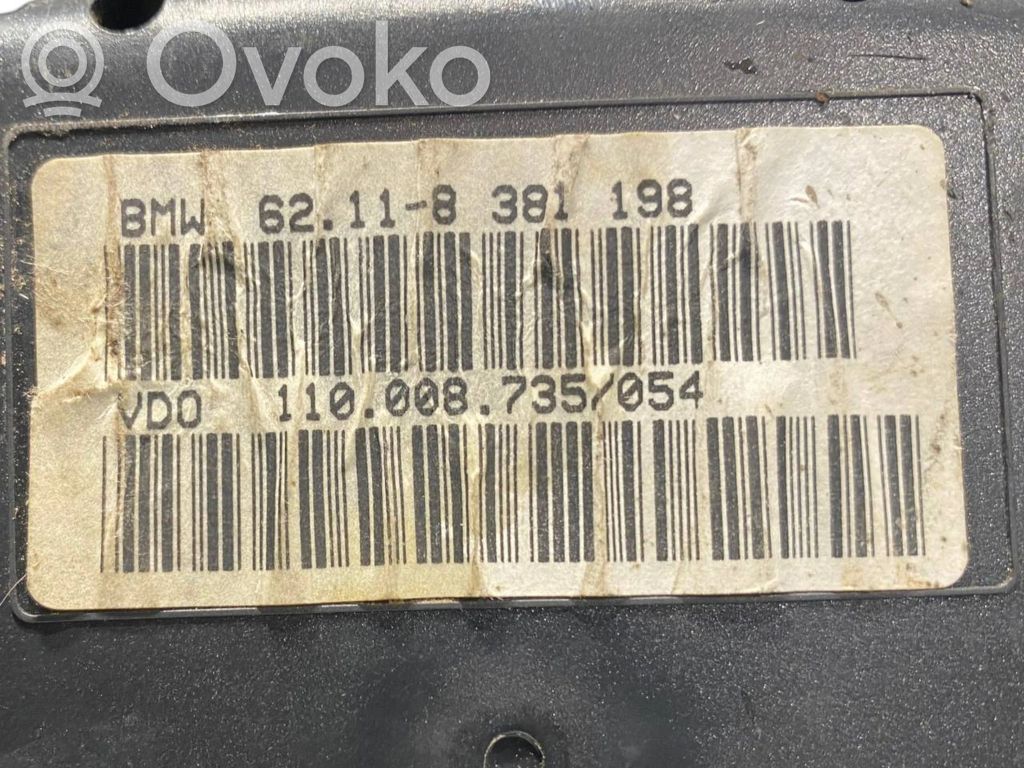 Ovoko
BMW 62.11-8 381 198
VDO 110.008.735/054